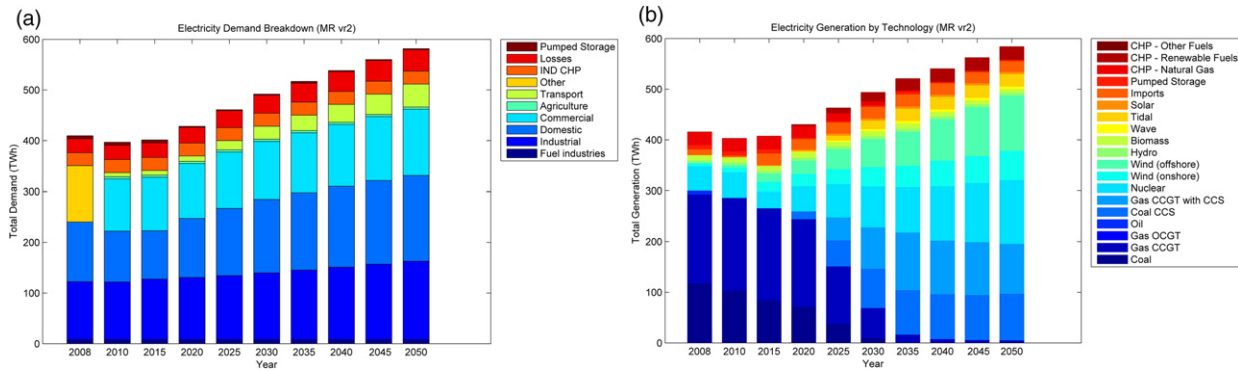 (a)
Electricity Demand Breakdown (MR vr2)
600
500
400
300
200
100
0
Total Demand (TWh)
2008 2010 2015 2020 2025 2030 2035 2040 2045 2050
Year
Pumped Storage
Losses
IND CHP
Other
Transport
Agriculture
Commercial
Domestic
Industrial
Fuel industries
(b)
Electricity Generation by Technology (MR vr2)
600
500
400
300
200
100
0
Total Generation (TWh)
2008 2010 2015 2020 2025 2030 2035 2040 2045 2050
Year
CHP - Other Fuels
CHP - Renewable Fuels
CHP - Natural Gas
Pumped Storage
Imports
Solar
Tidal
Wave
Biomass
Hydro
Wind (offshore)
Wind (onshore)
Nuclear
Gas CCGT with CCS
Coal CCS
Oil
Gas OCGT
Gas CCGT
Coal